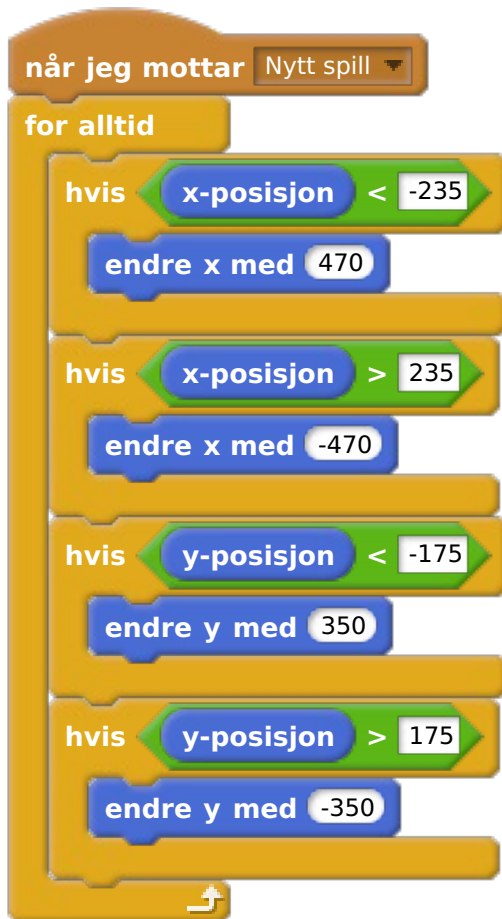 når jeg mottar Nytt spill
for alltid
hvis x-posisjon < -235
endre x med 470
hvis x-posisjon > 235
endre x med -470
hvis y-posisjon < -175
endre y med 350
hvis y-posisjon > 175
endre y med -350